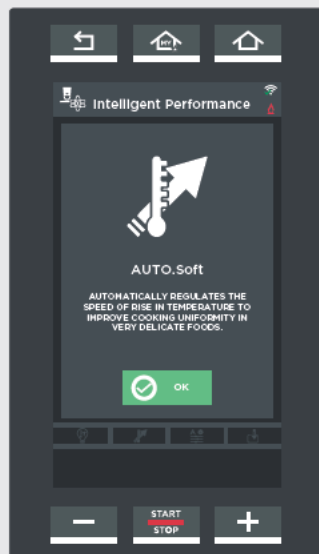 MY
Intelligent Performance
AUTO.Soft
AUTOMATICALLY REGULATES THE
SPEED OF RISE IN TEMPERATURE TO
IMPROVE COOKING UNIFORMITY IN
VERY DELICATE FOODS.
OK
START
STOP